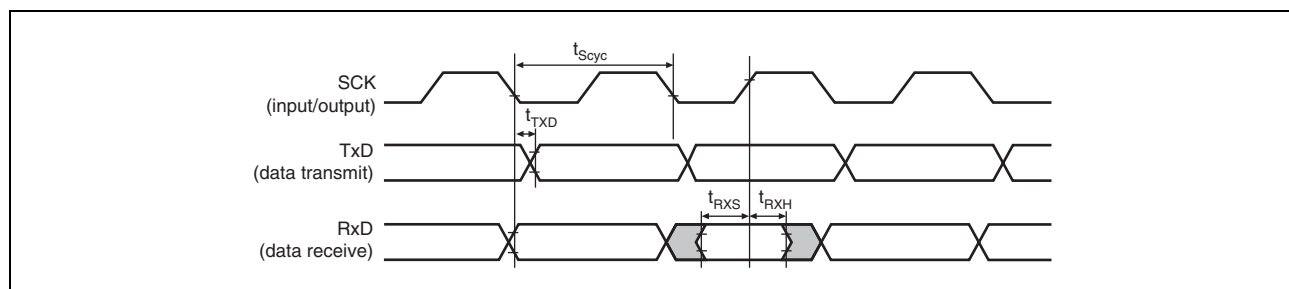 tScyc
SCK
(input/output)
tTXD
TxD
(data transmit)
tRXS
tRXH
RxD
(data receive)